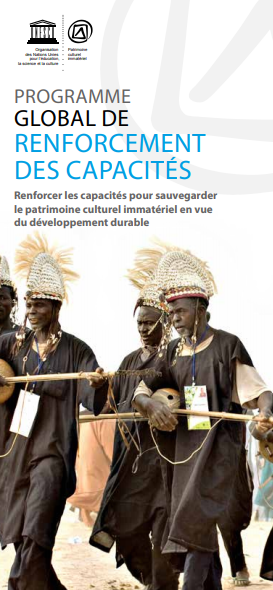 Organisation
des Nations Unies
pour l'éducation,
la science et la culture
Patrimoine
culturel
immatériel
PROGRAMME
GLOBAL DE
RENFORCEMENT
DES CAPACITÉS
Renforcer les capacités pour sauvegarder
le patrimoine culturel immatériel en vue
du développement durable